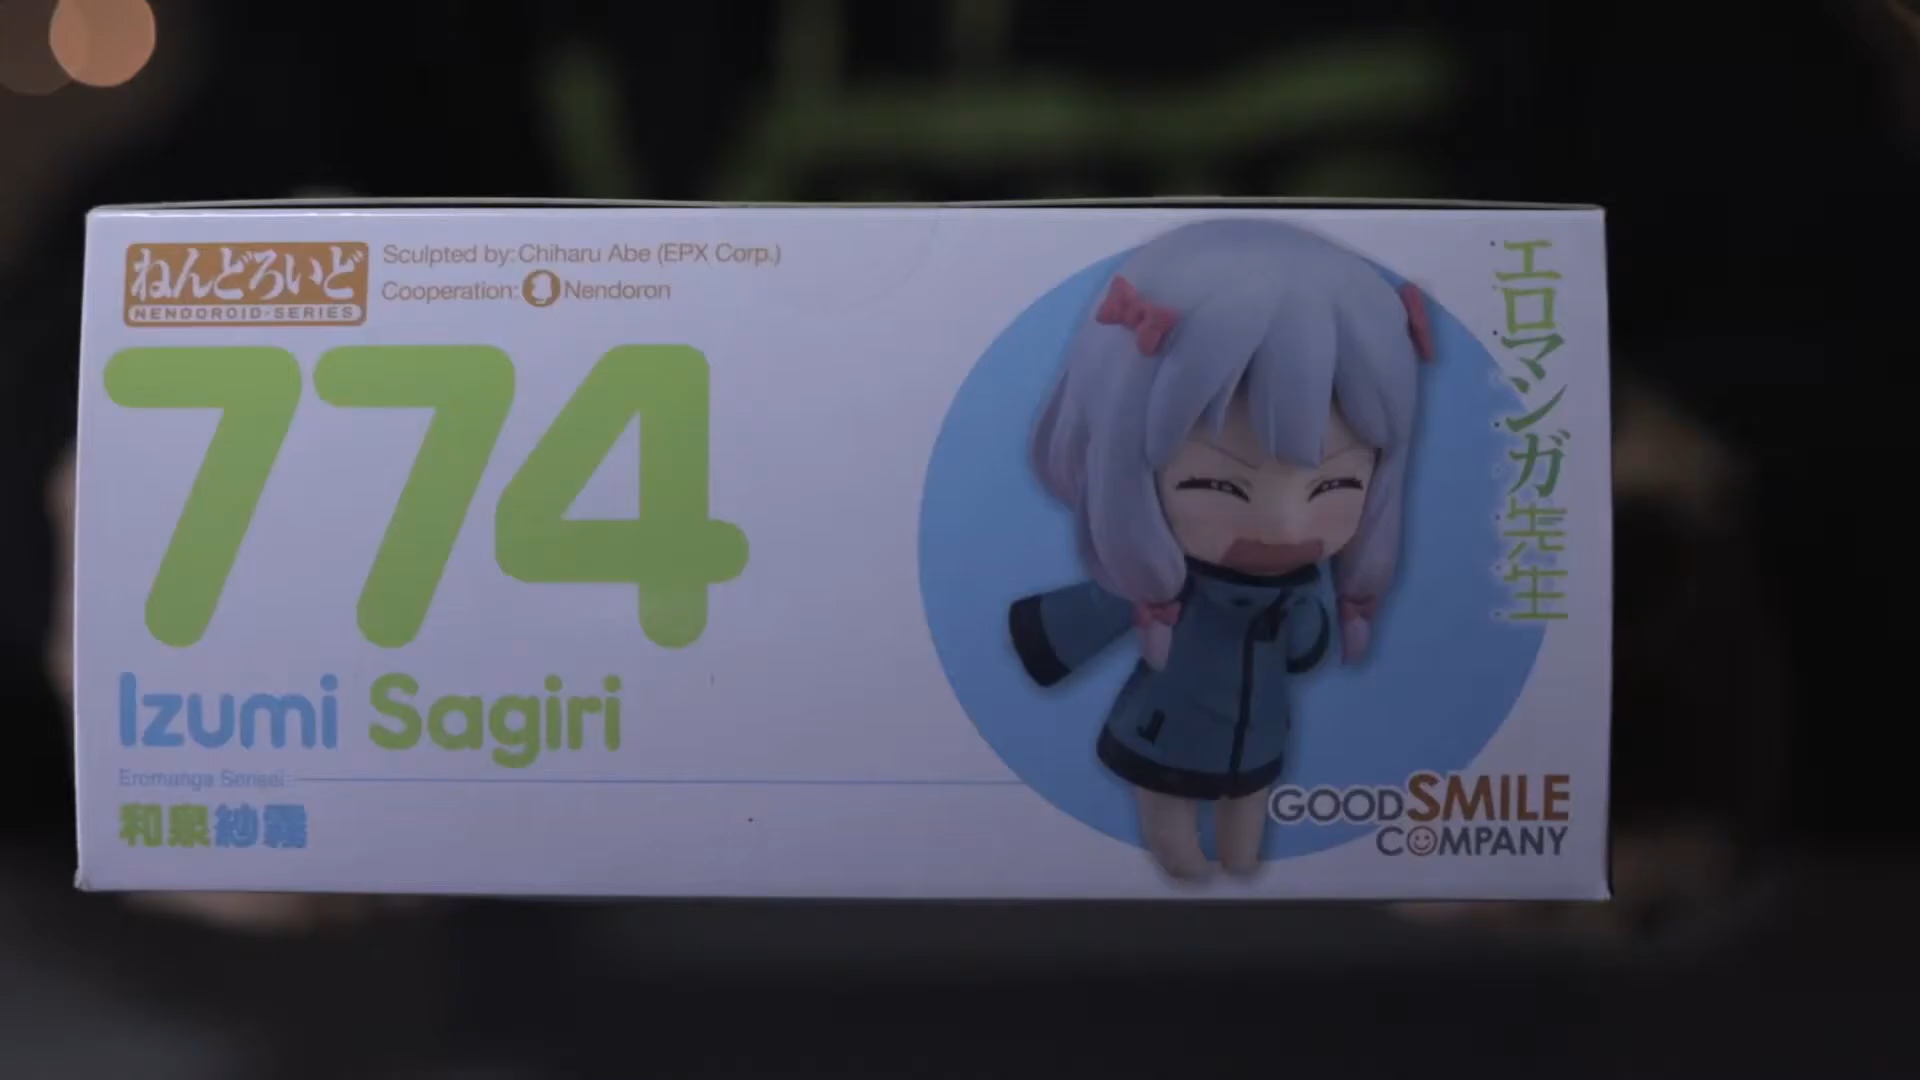 ねんどろいど
NENDOROID-SERIES
Sculpted by: Chiharu Abe (EPX Corp.)
Cooperation: Nendoron
774
Izumi Sagiri
Eromanga Sensei
和泉紗霧
エロマンガ先生
GOOD SMILE
COMPANY